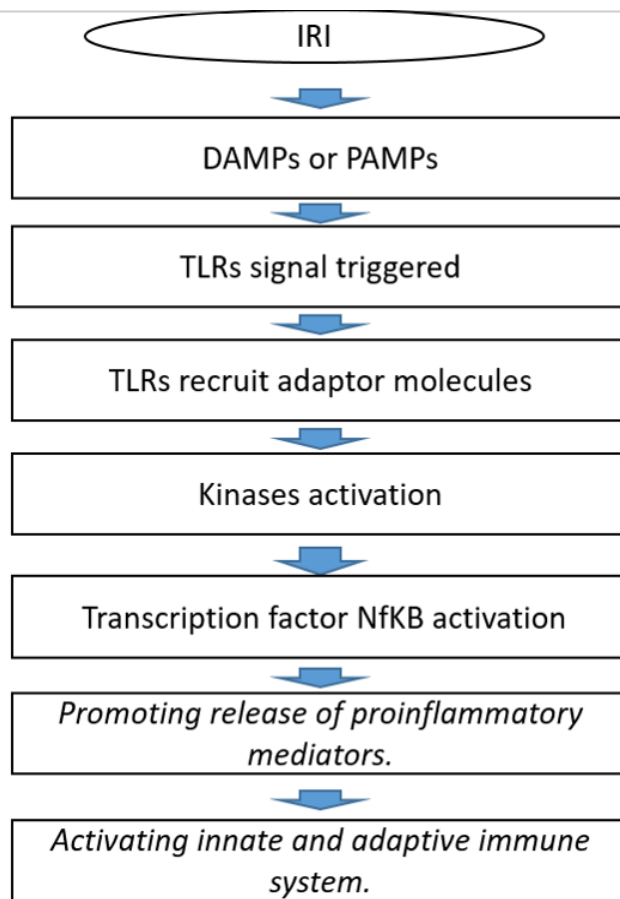 IRI
DAMPs or PAMPs
TLRs signal triggered
TLRs recruit adaptor molecules
Kinases activation
Transcription factor NfKB activation
Promoting release of proinflammatory
mediators.
Activating innate and adaptive immune
system.